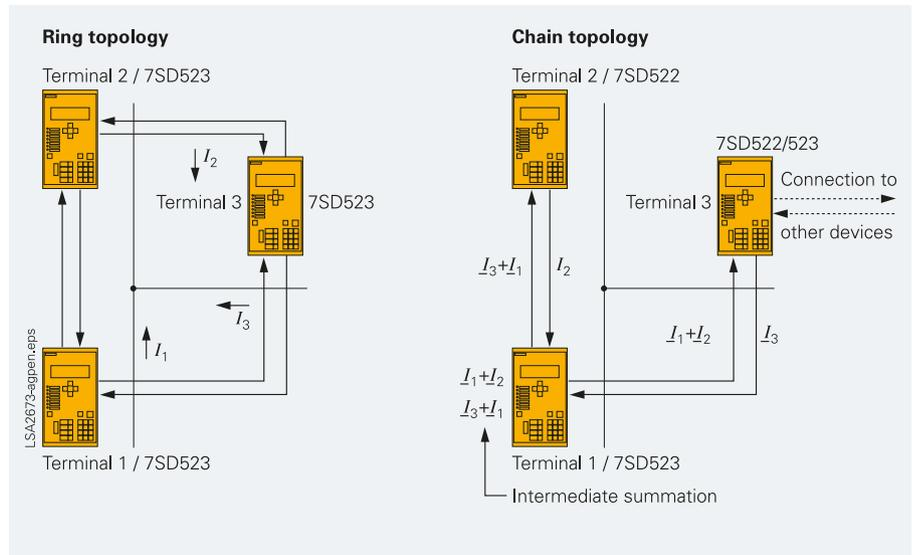 Ring topology
Terminal 2 / 7SD523
I2
Terminal 3
7SD523
I3
I1
LSA2673-agpen.eps
Terminal 1 / 7SD523
Chain topology
Terminal 2 / 7SD522
7SD522/523
Connection to
Terminal 3
other devices
I3+I1
I2
I1+I2
I3
I1+I2
I3+I1
Terminal 1 / 7SD523
Intermediate summation